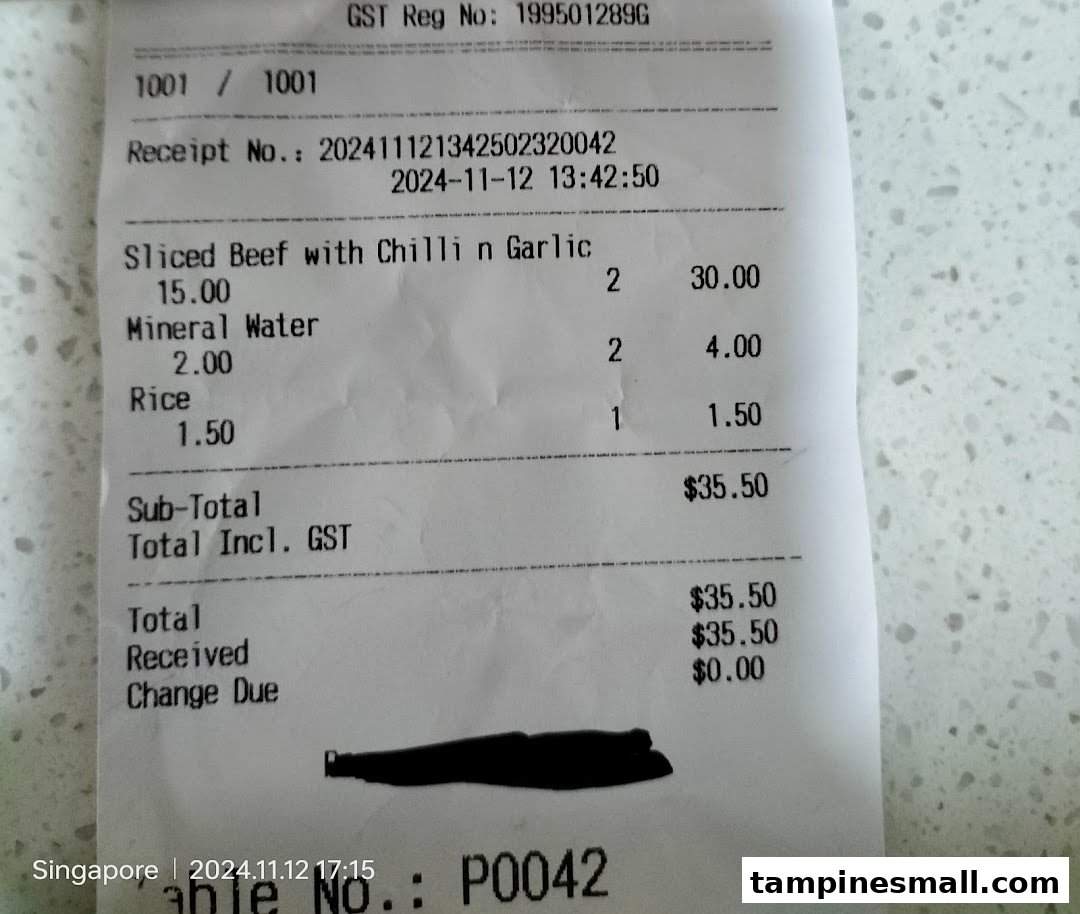 GST Reg No: 199501289G
1001 / 1001
Receipt No.: 202411121342502320042
2024-11-12 13:42:50
Sliced Beef with Chilli n Garlic
15.00 2 30.00
Mineral Water
2.00 2 4.00
Rice
1.50 1 1.50
Sub-Total $35.50
Total Incl. GST
Total $35.50
Received $35.50
Change Due $0.00
Table No.: P0042
Singapore | 2024.11.12 17:15
tampinesmall.com